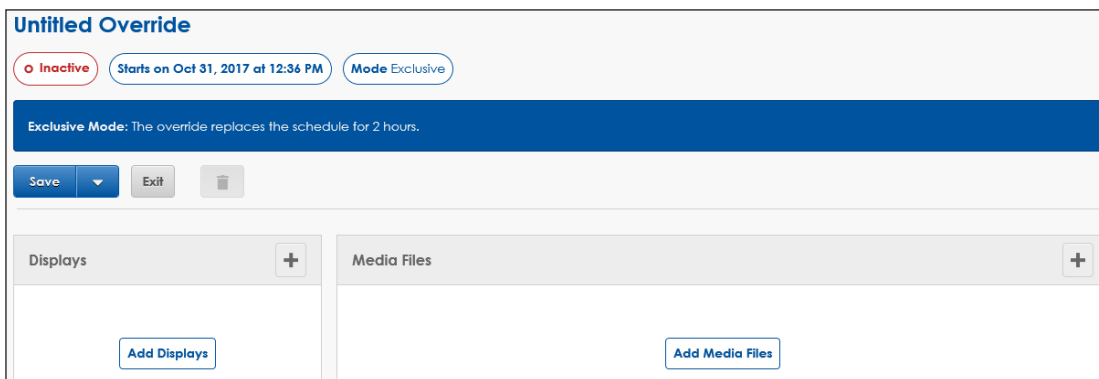 Untitled Override
Inactive Starts on Oct 31, 2017 at 12:36 PM Mode Exclusive
Exclusive Mode: The override replaces the schedule for 2 hours.
Save Exit
Displays + Media Files +
Add Displays Add Media Files